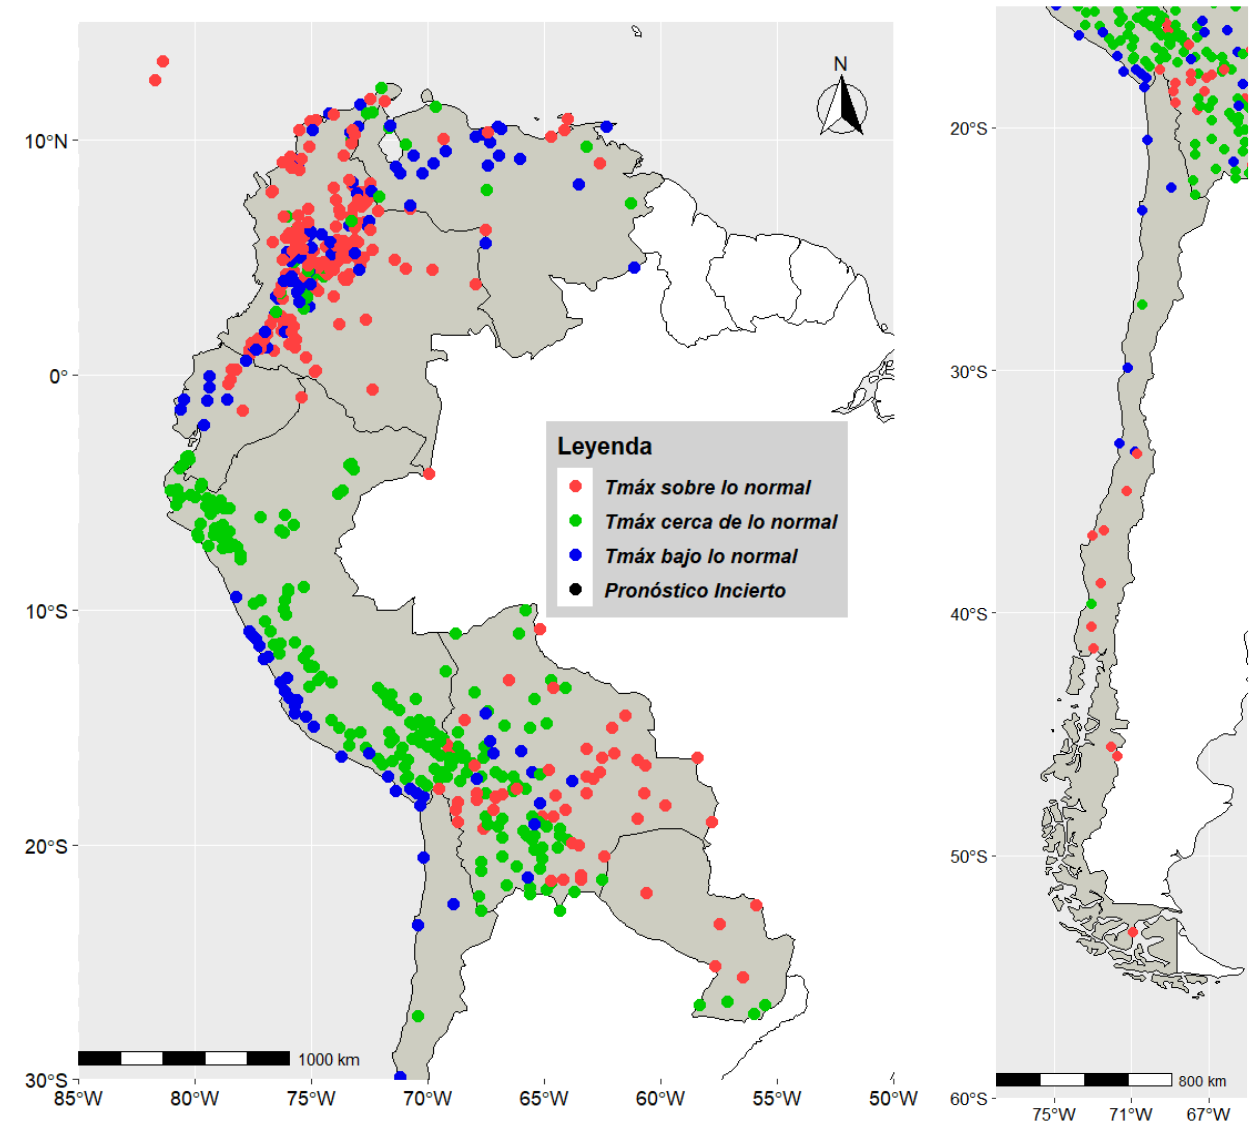 N
10°N
0°
10°S
20°S
30°S
85°W 80°W 75°W 70°W 65°W 60°W 55°W 50°W
1000 km
Leyenda
Tmáx sobre lo normal
Tmáx cerca de lo normal
Tmáx bajo lo normal
Pronóstico Incierto
20°S
30°S
40°S
50°S
60°S
75°W 71°W 67°W
800 km